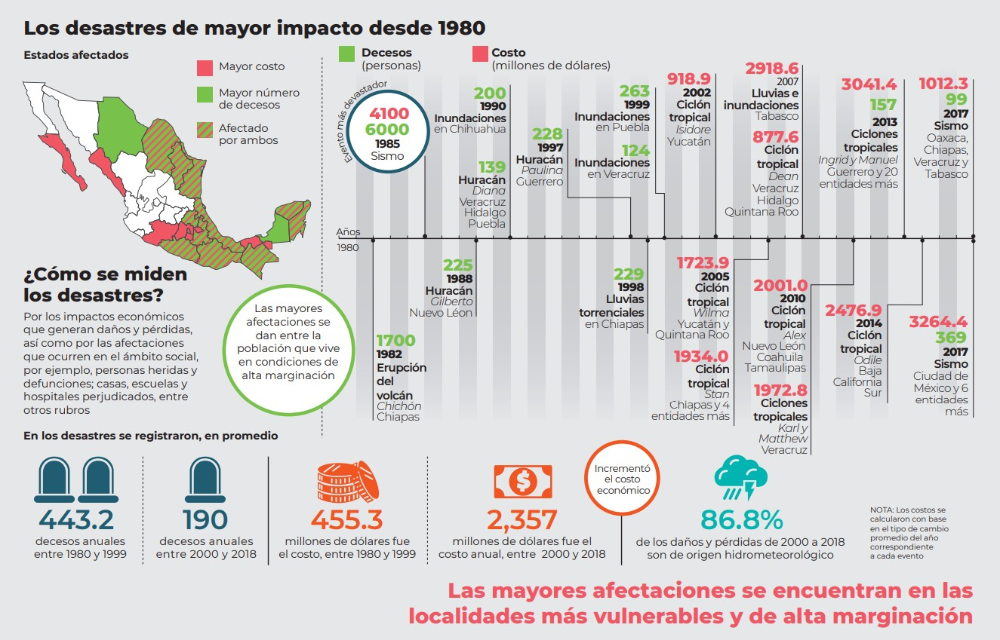 Los desastres de mayor impacto desde 1980
Estados afectados
Mayor costo
Mayor número
de decesos
Afectado
por ambos
Decesos
(personas)
Costo
(millones de dólares)
Evento más devastador
4100
6000
1985
Sismo
200
1990
Inundaciones
en Chihuahua
139
Huracán
Diana
Veracruz
Hidalgo
Puebla
228
1997
Huracán
Paulina
Guerrero
263
1999
Inundaciones
en Puebla
124
Inundaciones
en Veracruz
918.9
2002
Ciclón
tropical
Isidore
Yucatán
2918.6
2007
Lluvias e
inundaciones
Tabasco
877.6
Ciclón
tropical
Dean
Veracruz
Hidalgo
Quintana Roo
3041.4
157
2013
Ciclones
tropicales
Ingrid y Manuel
Guerrero y 20
entidades más
1012.3
99
2017
Sismo
Oaxaca,
Chiapas,
Veracruz y
Tabasco
Años
1980
1700
1982
Erupción
del
volcán
Chichón
Chiapas
225
1988
Huracán
Gilberto
Nuevo Léon
229
1998
Lluvias
torrenciales
en Chiapas
1723.9
2005
Ciclón
tropical
Wilma
Yucatán y
Quintana Roo
1934.0
Ciclón
tropical
Stan
Chiapas y 4
entidades más
2001.0
2010
Ciclón
tropical
Alex
Nuevo León
Coahuila
Tamaulipas
1972.8
Ciclones
tropicales
Karl y
Matthew
Veracruz
2476.9
2014
Ciclón
tropical
Odile
Baja
California
Sur
3264.4
369
2017
Sismo
Ciudad de
México y 6
entidades
más
¿Cómo se miden
los desastres?
Por los impactos económicos
que generan daños y pérdidas,
así como por las afectaciones
que ocurren en el ámbito social,
por ejemplo, personas heridas y
defunciones; casas, escuelas y
hospitales perjudicados, entre
otros rubros
Las mayores
afectaciones se
dan entre la
población que vive
en condiciones de
alta marginación
En los desastres se registraron, en promedio
443.2
decesos anuales
entre 1980 y 1999
190
decesos anuales
entre 2000 y 2018
455.3
millones de dólares fue
el costo, entre 1980 y 1999
$
2,357
millones de dólares fue el
costo anual, entre 2000 y 2018
Incrementó
el costo
económico
86.8%
de los daños y pérdidas de 2000 a 2018
son de origen hidrometeorológico
NOTA: Los costos se
calcularon con base
en el tipo de cambio
promedio del año
correspondiente
a cada evento
Las mayores afectaciones se encuentran en las
localidades más vulnerables y de alta marginación